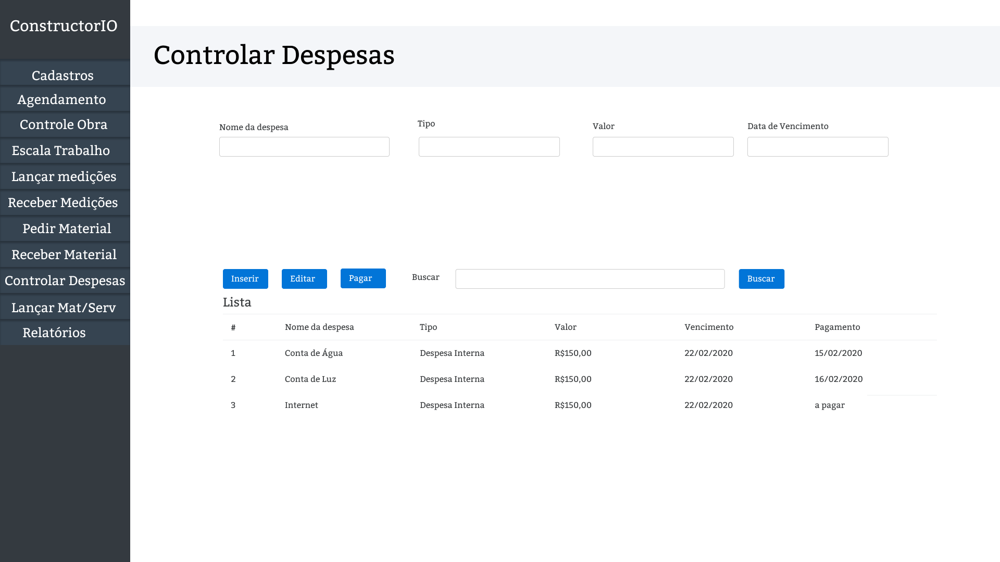 ConstructorIO
Cadastros
Agendamento
Controle Obra
Escala Trabalho
Lançar medições
Receber Medições
Pedir Material
Receber Material
Controlar Despesas
Lançar Mat/Serv
Relatórios
Controlar Despesas
Nome da despesa Tipo Valor Data de Vencimento
Inserir Editar Pagar Buscar Buscar
Lista
# Nome da despesa Tipo Valor Vencimento Pagamento
1 Conta de Água Despesa Interna R$150,00 22/02/2020 15/02/2020
2 Conta de Luz Despesa Interna R$150,00 22/02/2020 16/02/2020
3 Internet Despesa Interna R$150,00 22/02/2020 a pagar